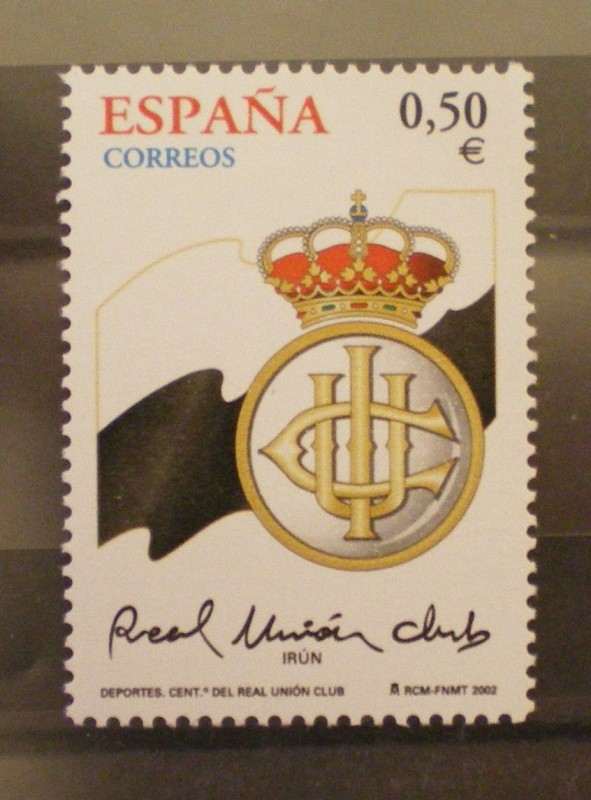 ESPAÑA 0,50
CORREOS €
Real Unión Club
IRÚN
DEPORTES. CENT.º DEL REAL UNIÓN CLUB RCM-FNMT 2002